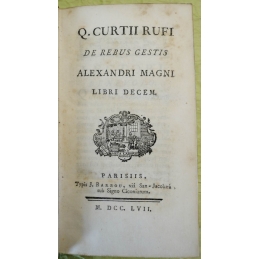 Q. CURTII RUFI
DE REBUS GESTIS
ALEXANDRI MAGNI
LIBRI DECEM.
PARISIIS,
Typis J. BARBOU, viâ San-Jacobeâ
sub Signo Ciconiarum.
M. DCC. LVII.